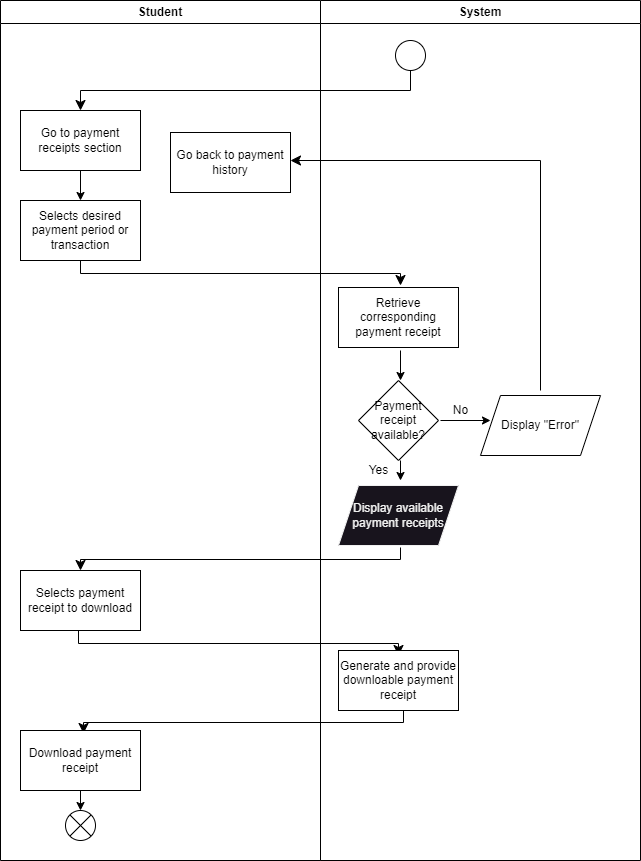 Student
System
Go to payment
receipts section
Go back to payment
history
Selects desired
payment period or
transaction
Retrieve
corresponding
payment receipt
Payment
receipt
available?
No
Display "Error"
Yes
Display available
payment receipts
Selects payment
receipt to download
Generate and provide
downloable payment
receipt
Download payment
receipt